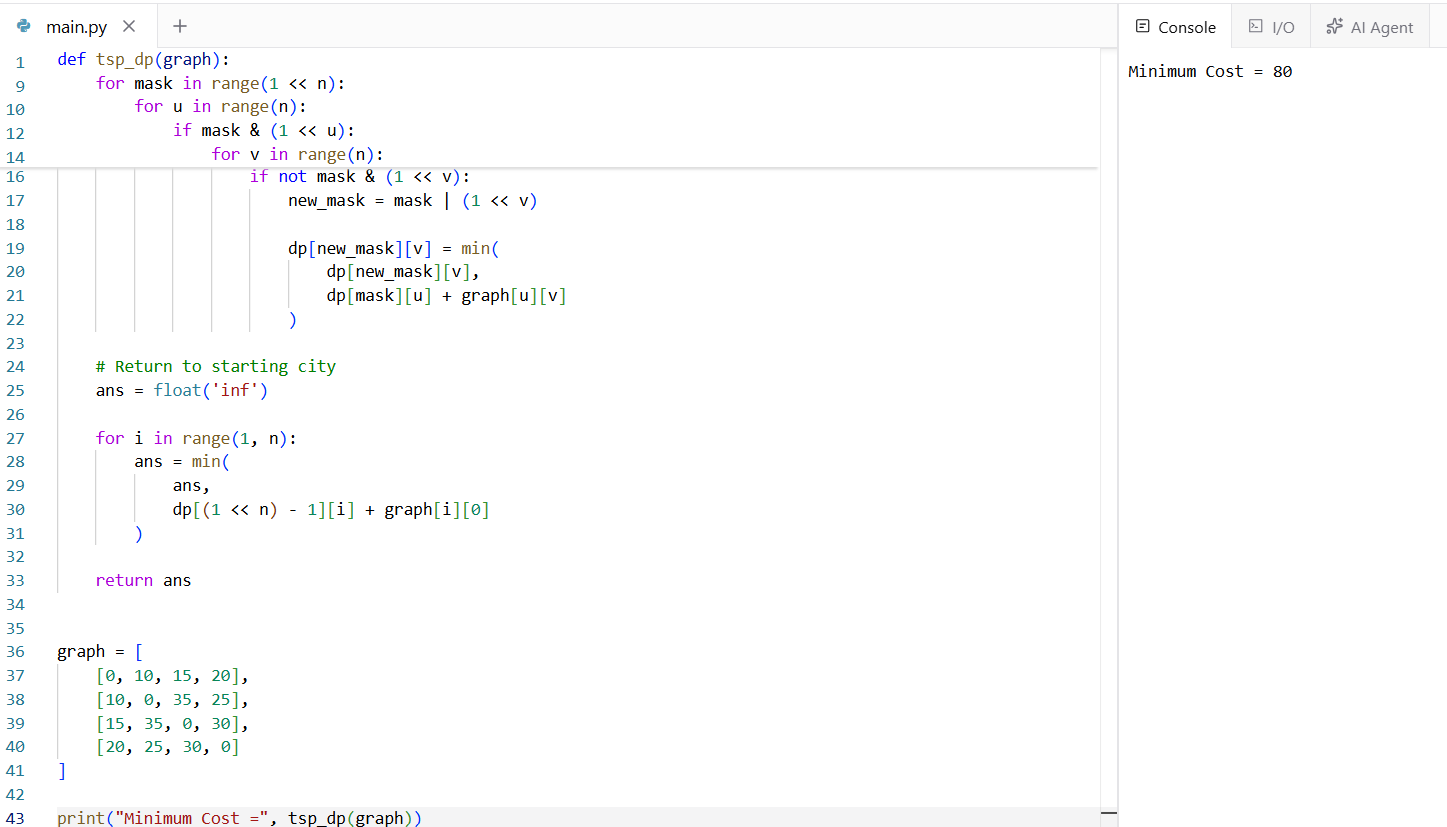 main.py
Console
I/O
AI Agent
1 def tsp_dp(graph):
9     for mask in range(1 << n):
10         for u in range(n):
12             if mask & (1 << u):
14                 for v in range(n):
16                     if not mask & (1 << v):
17                         new_mask = mask | (1 << v)
18
19                         dp[new_mask][v] = min(
20                             dp[new_mask][v],
21                             dp[mask][u] + graph[u][v]
22                         )
23
24     # Return to starting city
25     ans = float('inf')
26
27     for i in range(1, n):
28         ans = min(
29             ans,
30             dp[(1 << n) - 1][i] + graph[i][0]
31         )
32
33     return ans
34
35
36 graph = [
37     [0, 10, 15, 20],
38     [10, 0, 35, 25],
39     [15, 35, 0, 30],
40     [20, 25, 30, 0]
41 ]
42
43 print("Minimum Cost =", tsp_dp(graph))
Minimum Cost = 80